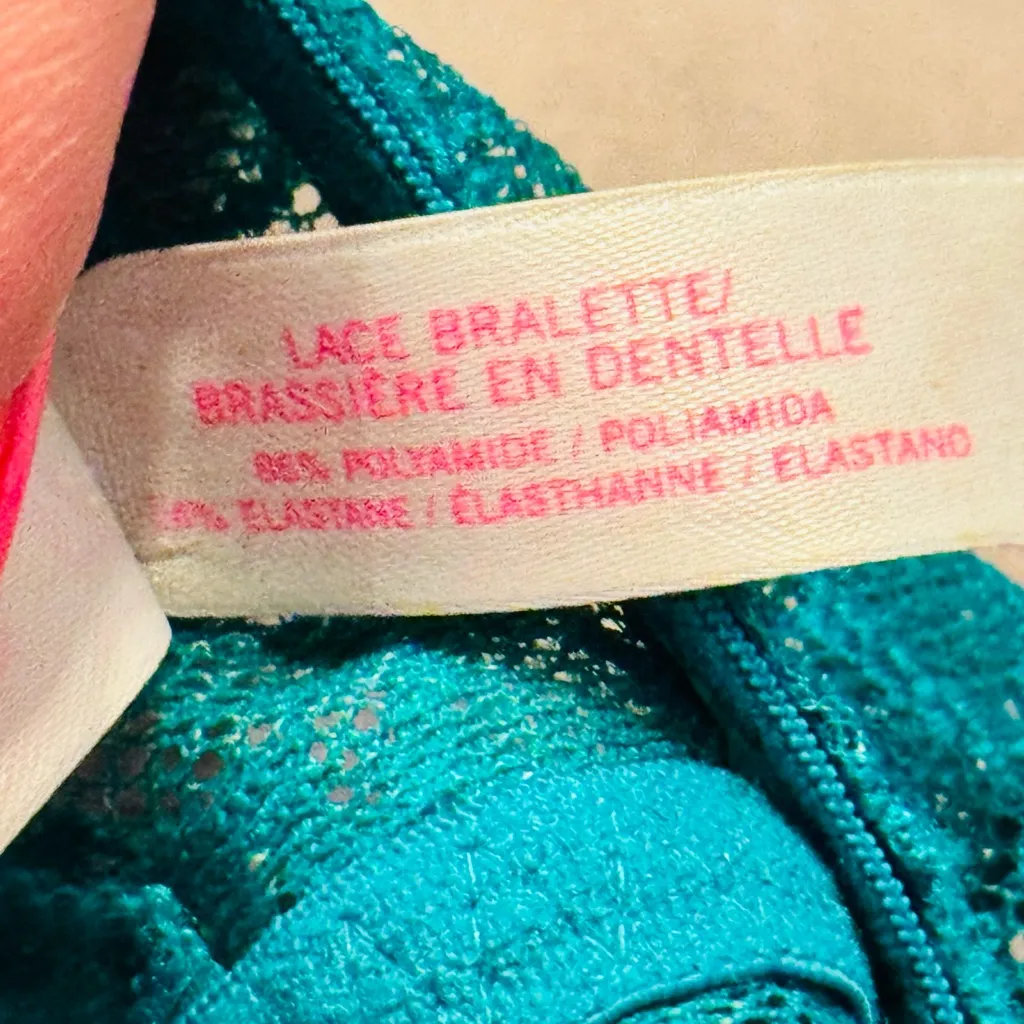 LACE BRALETTE/
BRASSIÈRE EN DENTELLE
POLYAMIDE / POLIAMIDA
ELASTANE / ÉLASTHANNE / ELASTANO